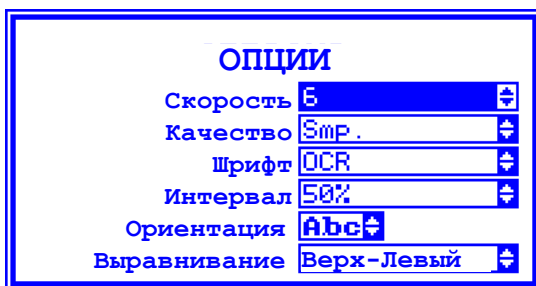 ОПЦИИ
Скорость 6
Качество Smp.
Шрифт OCR
Интервал 50%
Ориентация Abc
Выравнивание Верх-Левый